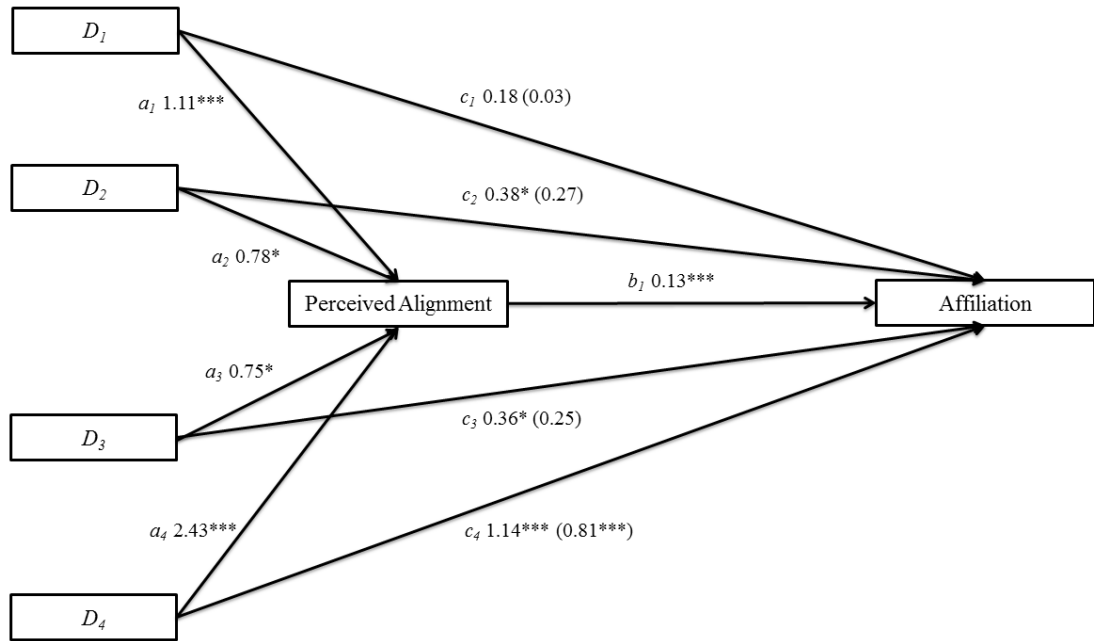 D1
c1 0.18 (0.03)
a1 1.11***
D2
c2 0.38* (0.27)
a2 0.78*
b1 0.13***
Perceived Alignment
Affiliation
a3 0.75*
D3
c3 0.36* (0.25)
a4 2.43***
c4 1.14*** (0.81***)
D4